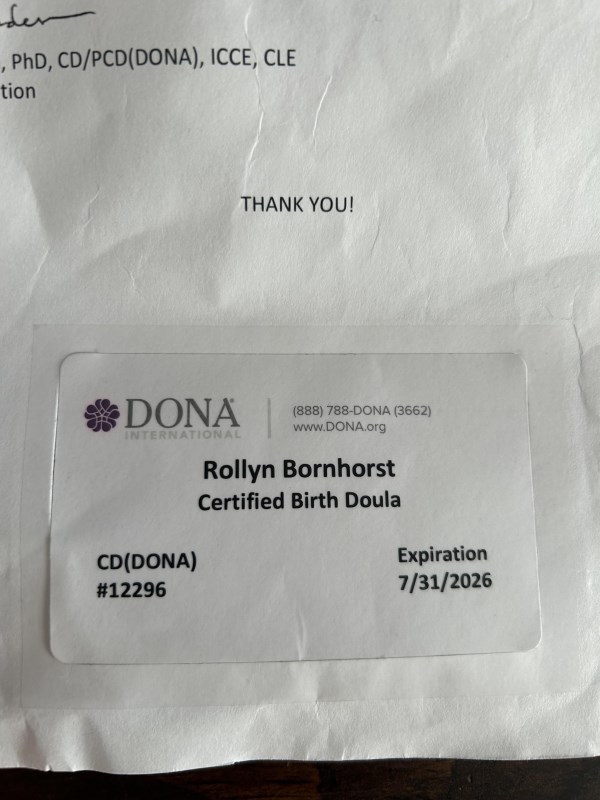 , PhD, CD/PCD(DONA), ICCE, CLE
tion
THANK YOU!
DONA
INTERNATIONAL
(888) 788-DONA (3662)
www.DONA.org
Rollyn Bornhorst
Certified Birth Doula
CD(DONA)
#12296
Expiration
7/31/2026